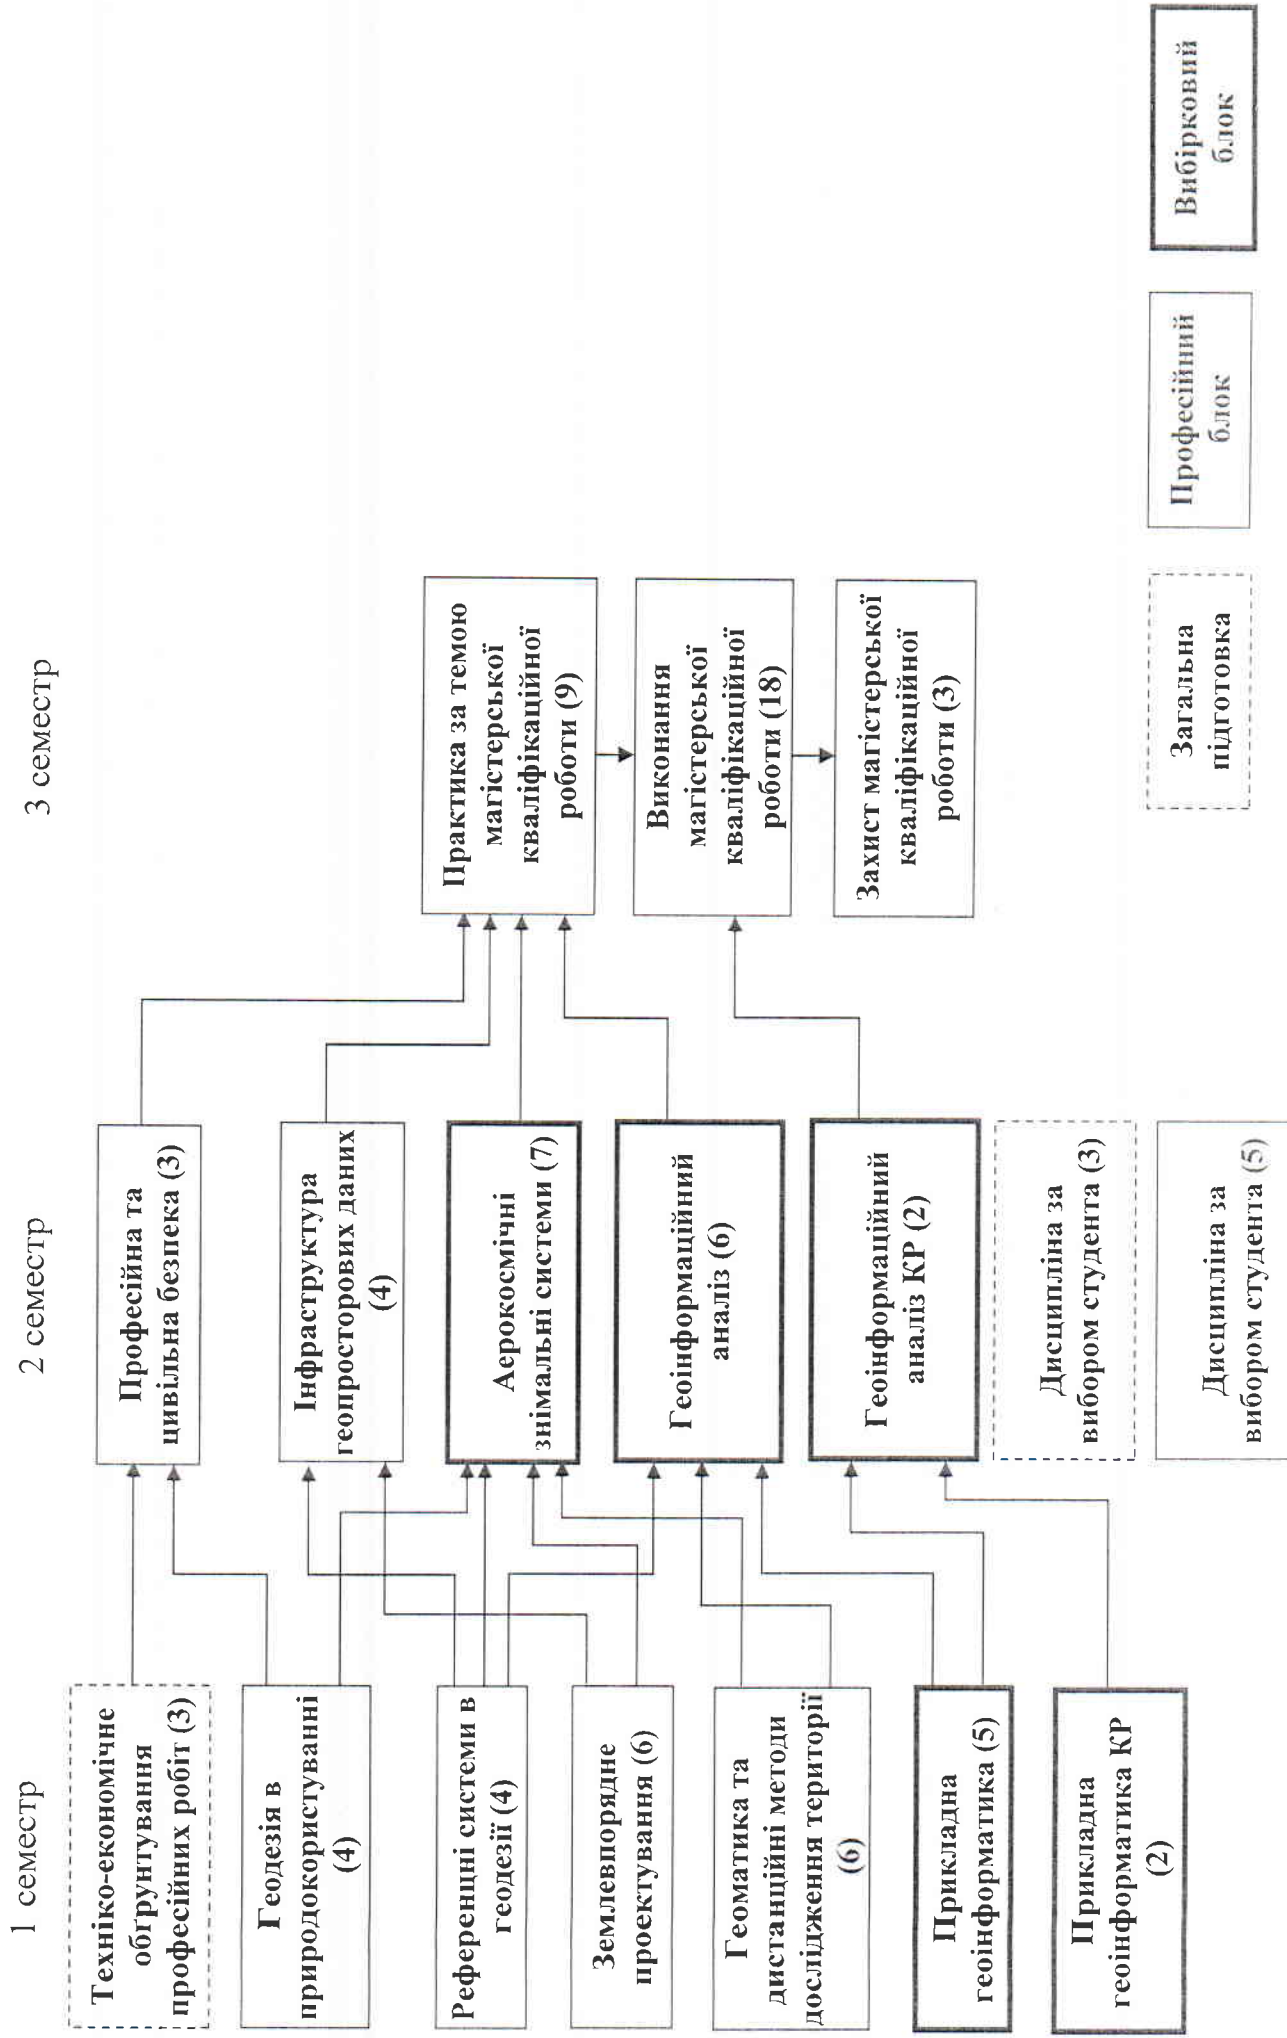 1 семестр
Техніко-економічне
обґрунтування
професійних робіт (3)
Геодезія в
природокористуванні
(4)
Референцні системи в
геодезії (4)
Землевпорядне
проектування (6)
Геоматика та
дистанційні методи
дослідження території
(6)
Прикладна
геоінформатика (5)
Прикладна
геоінформатика КР
(2)
2 семестр
Професійна та
цивільна безпека (3)
Інфраструктура
геопросторових даних
(4)
Аерокосмічні
знімальні системи (7)
Геоінформаційний
аналіз (6)
Геоінформаційний
аналіз КР (2)
Дисципліна за
вибором студента (3)
Дисципліна за
вибором студента (5)
3 семестр
Практика за темою
магістерської
кваліфікаційної
роботи (9)
Виконання
магістерської
кваліфікаційної
роботи (18)
Захист магістерської
кваліфікаційної
роботи (3)
Загальна
підготовка
Професійний
блок
Вибірковий
блок